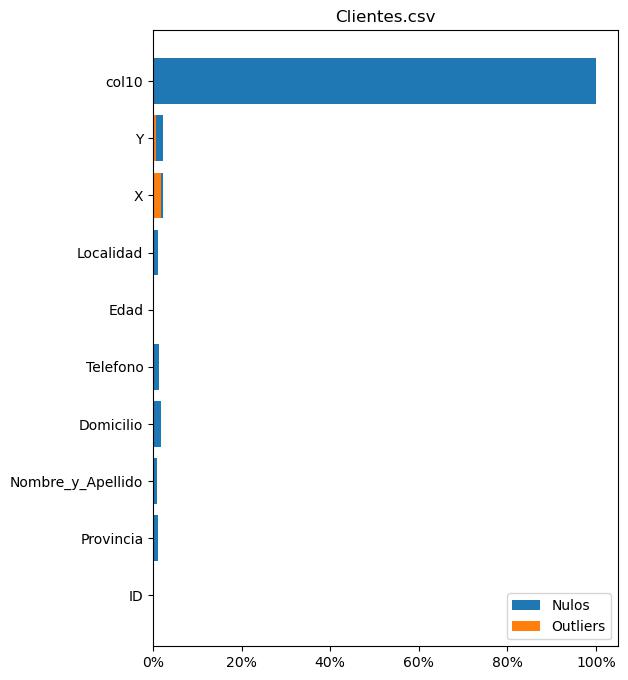 Clientes.csv
col10
Y
X
Localidad
Edad
Telefono
Domicilio
Nombre_y_Apellido
Provincia
ID
Nulos
Outliers
0% 20% 40% 60% 80% 100%